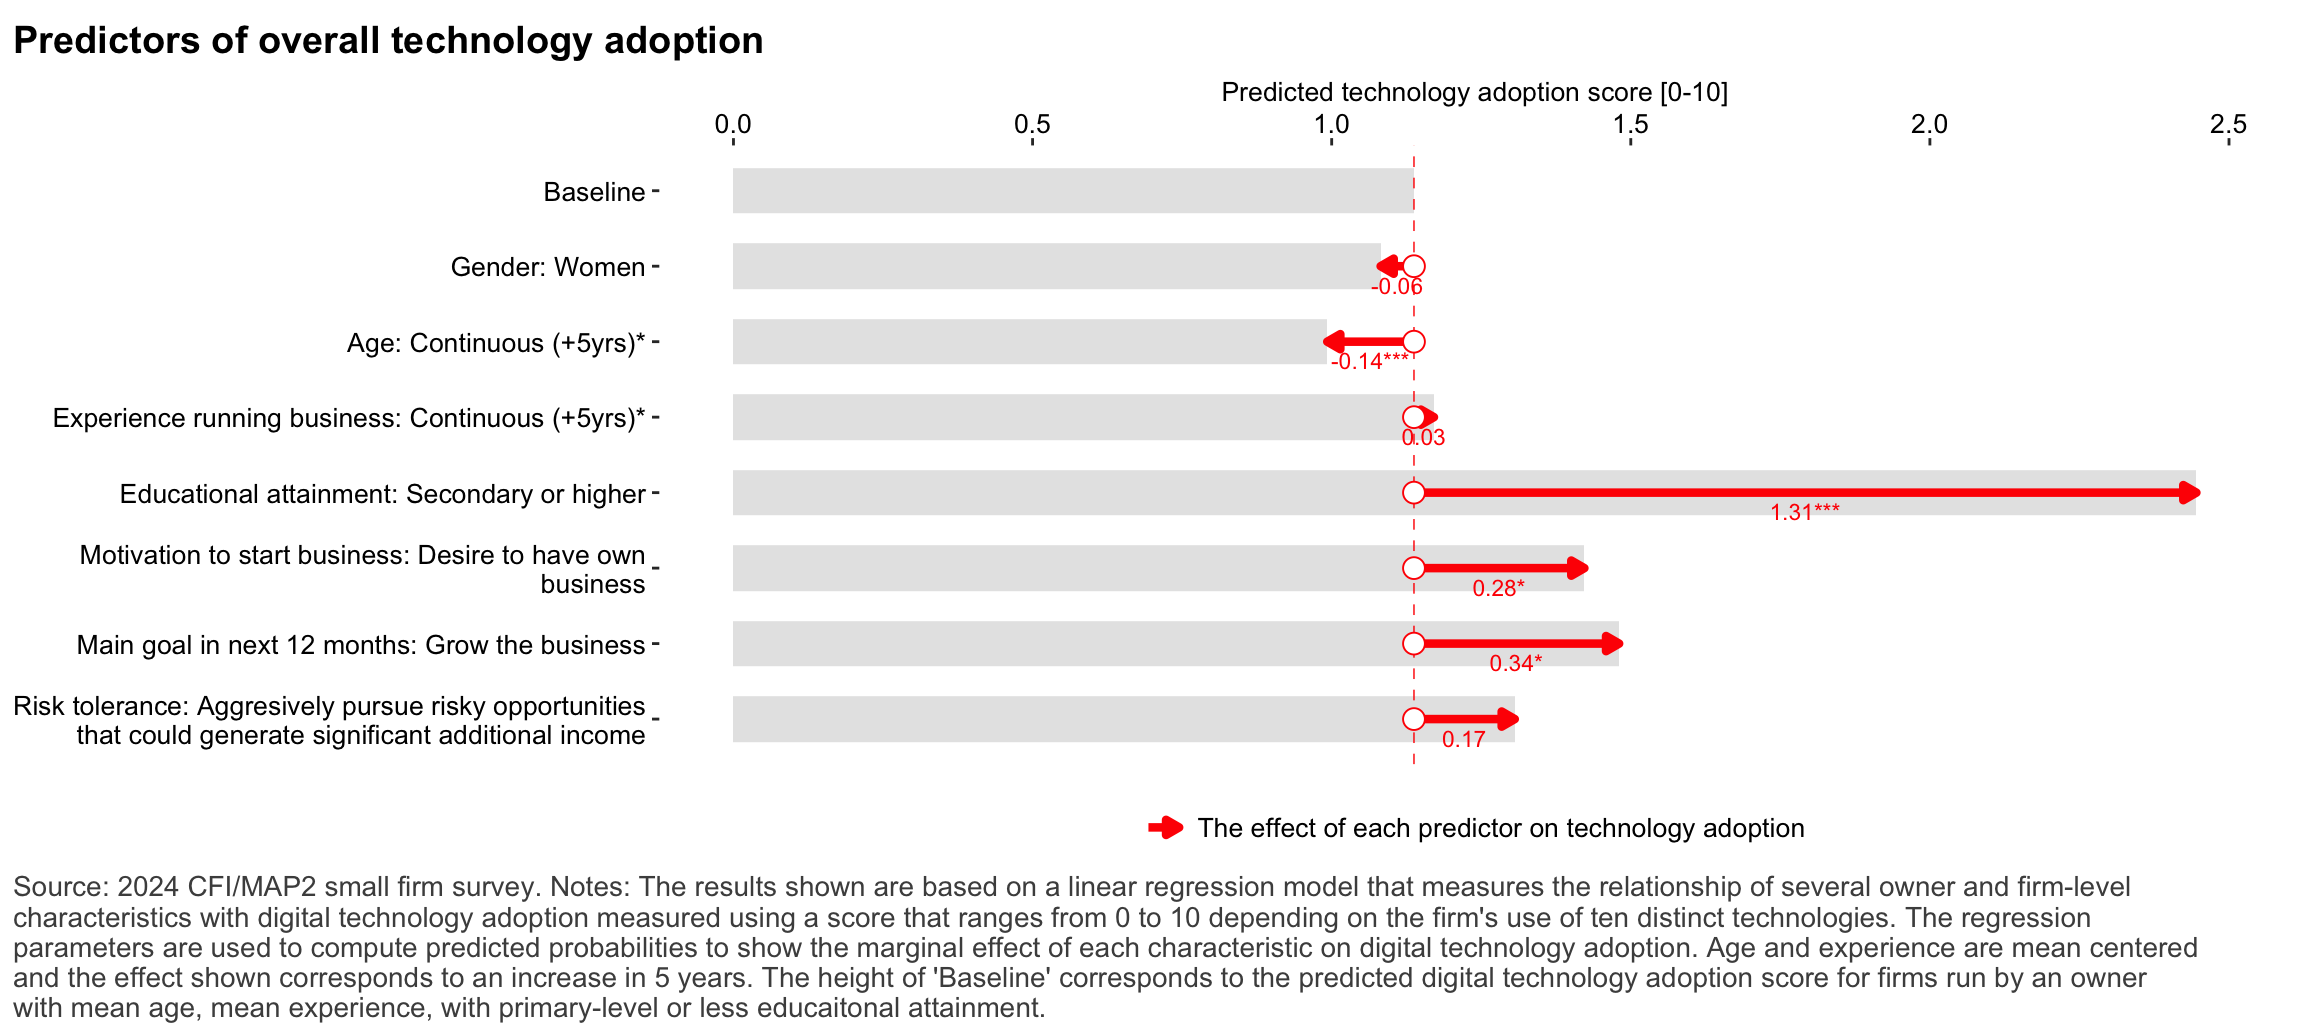 Predictors of overall technology adoption
Predicted technology adoption score [0-10]
0.0 0.5 1.0 1.5 2.0 2.5
Baseline
Gender: Women
-0.06
Age: Continuous (+5yrs)*
-0.14***
Experience running business: Continuous (+5yrs)*
0.03
Educational attainment: Secondary or higher
1.31***
Motivation to start business: Desire to have own
business
0.28*
Main goal in next 12 months: Grow the business
0.34*
Risk tolerance: Aggresively pursue risky opportunities
that could generate significant additional income
0.17
The effect of each predictor on technology adoption
Source: 2024 CFI/MAP2 small firm survey. Notes: The results shown are based on a linear regression model that measures the relationship of several owner and firm-level
characteristics with digital technology adoption measured using a score that ranges from 0 to 10 depending on the firm's use of ten distinct technologies. The regression
parameters are used to compute predicted probabilities to show the marginal effect of each characteristic on digital technology adoption. Age and experience are mean centered
and the effect shown corresponds to an increase in 5 years. The height of 'Baseline' corresponds to the predicted digital technology adoption score for firms run by an owner
with mean age, mean experience, with primary-level or less educaitonal attainment.